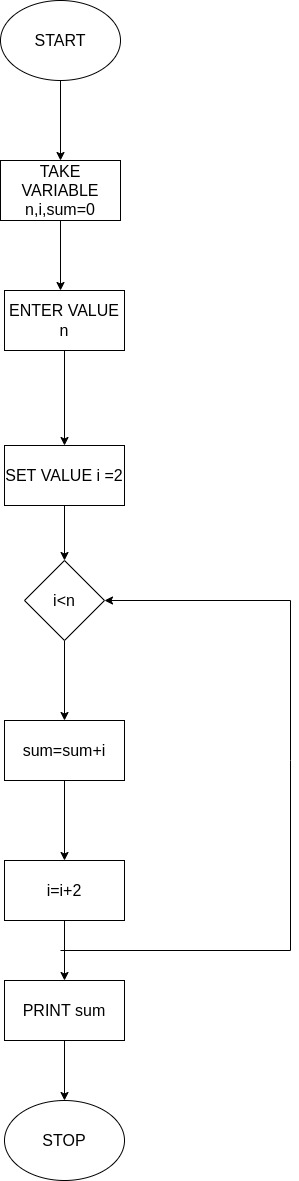 START
TAKE
VARIABLE
n,i,sum=0
ENTER VALUE
n
SET VALUE i =2
i<n
sum=sum+i
i=i+2
PRINT sum
STOP